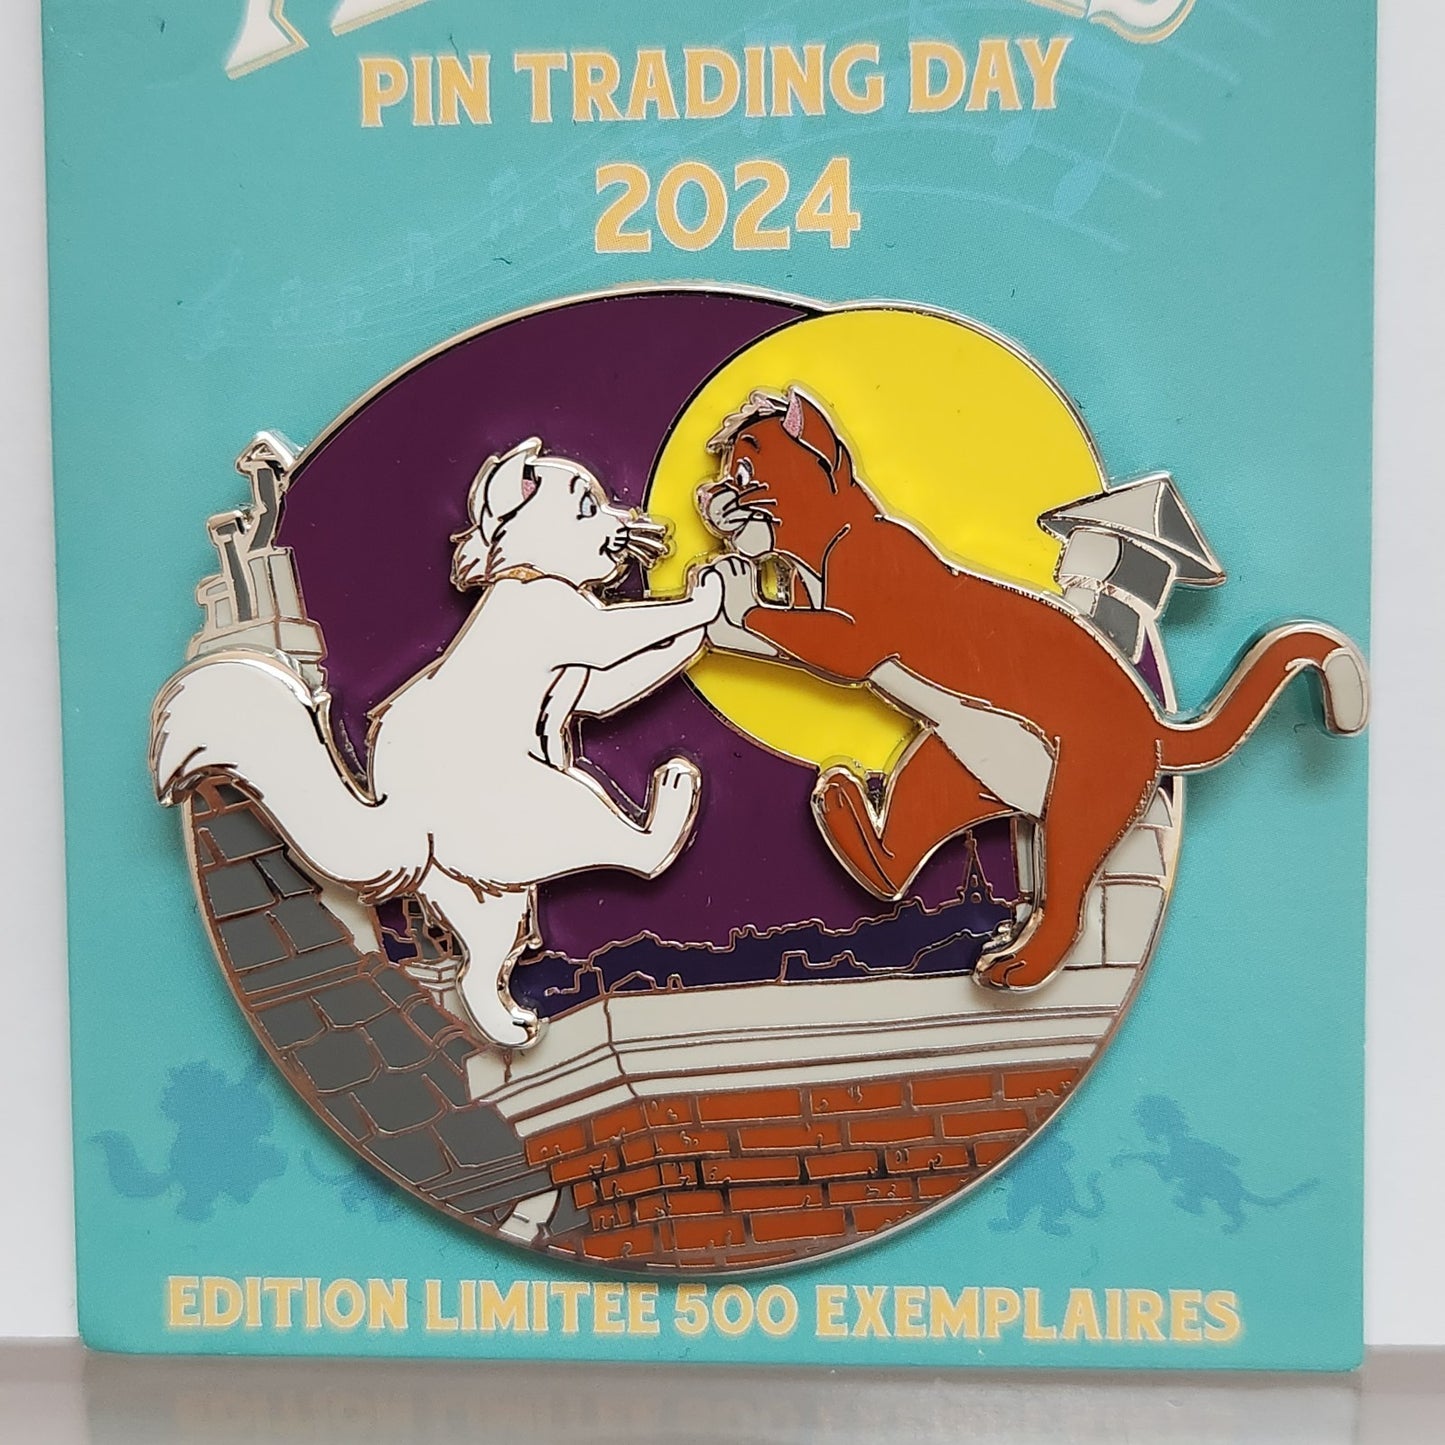 PIN TRADING DAY
2024
EDITION LIMITEE 500 EXEMPLAIRES